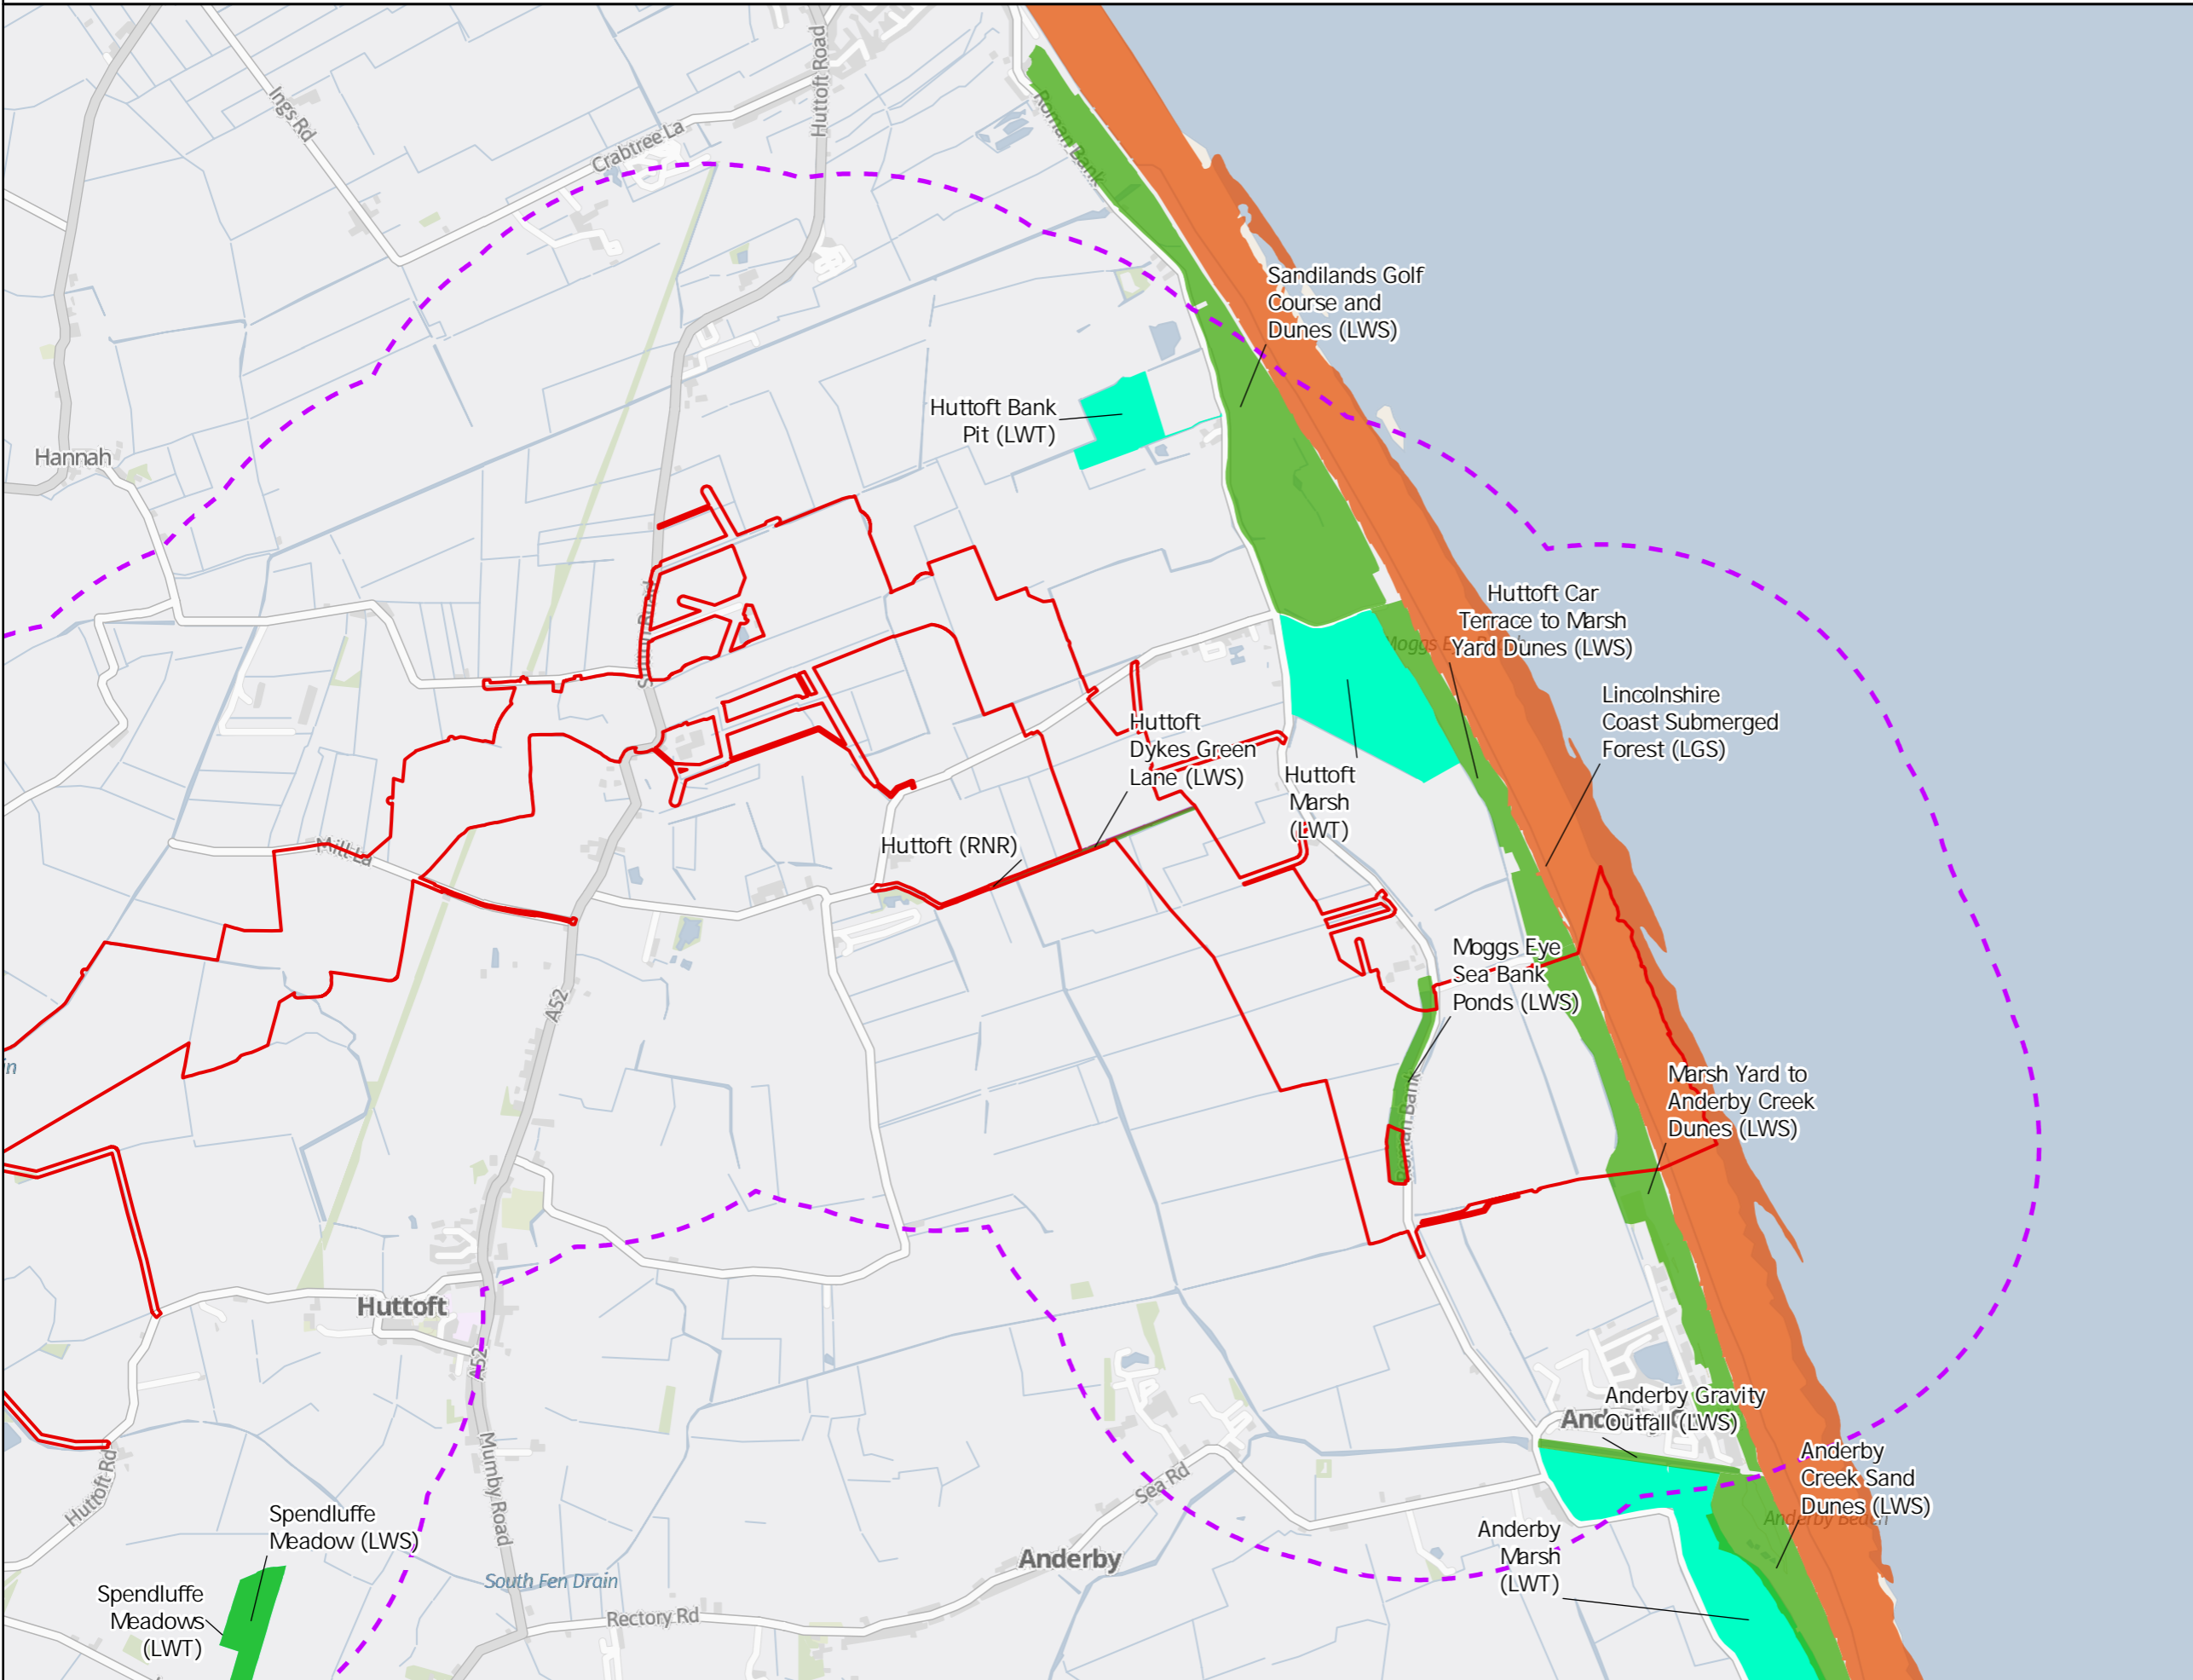 Huttoft Road
Ings Rd
Crabtree La
Roman Bank
Sandilands Golf
Course and
Dunes (LWS)
Huttoft Bank
Pit (LWT)
Hannah
Huttoft Car
Terrace to Marsh
Yard Dunes (LWS)
Lincolnshire
Coast Submerged
Forest (LGS)
Huttoft
Dykes Green
Lane (LWS)
Huttoft
Marsh
(LWT)
Huttoft (RNR)
Mill La
Moggs Eye
Sea Bank
Ponds (LWS)
A52
Marsh Yard to
Anderby Creek
Dunes (LWS)
Roman Bank
Huttoft
A52
Anderby Gravity
Outfall (LWS)
Mumby Road
Huttoft Rd
Sea Rd
Anderby
Creek Sand
Dunes (LWS)
Anderby Beach
Spendluffe
Meadow (LWS)
Anderby
Marsh
(LWT)
Anderby
South Fen Drain
Spendluffe
Meadows
(LWT)
Rectory Rd